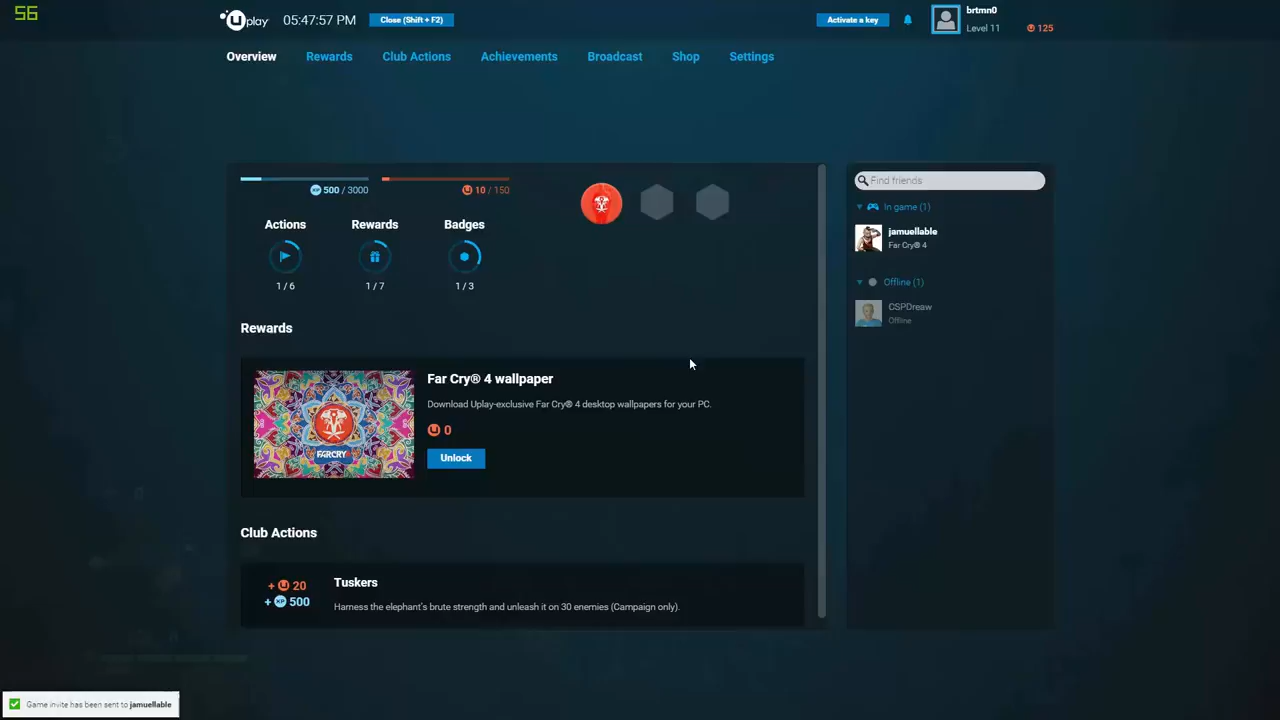 56
uplay 05:47:57 PM Close (Shift + F2) Activate a key brtmn0
Level 11 125
Overview Rewards Club Actions Achievements Broadcast Shop Settings
XP 500 / 3000 10 / 150
Actions Rewards Badges
1 / 6 1 / 7 1 / 3
Rewards
Far Cry® 4 wallpaper
Download Uplay-exclusive Far Cry® 4 desktop wallpapers for your PC.
0
FARCRY
Unlock
Club Actions
+ 20
+ XP 500
Tuskers
Harness the elephant's brute strength and unleash it on 30 enemies (Campaign only).
Find friends
In game (1)
jamuellable
Far Cry® 4
Offline (1)
CSPDreaw
Offline
Game invite has been sent to jamuellable